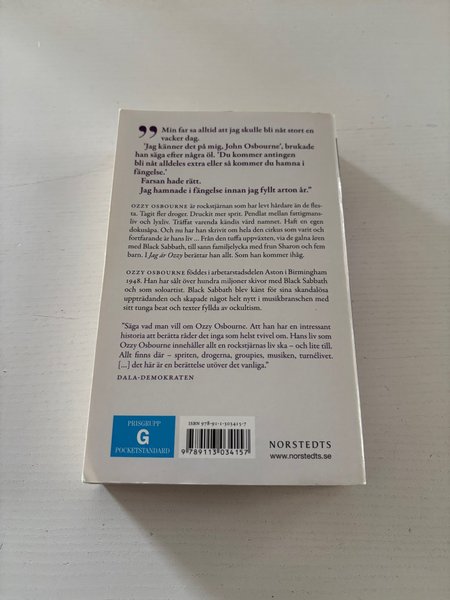 ” Min far sa alltid att jag skulle bli nåt stort en
vacker dag.
’Jag känner det på mig, John Osbourne’, brukade
han säga efter några öl. ’Du kommer antingen
bli nåt alldeles extra eller så kommer du hamna i
fängelse.’
Farsan hade rätt.
Jag hamnade i fängelse innan jag fyllt arton år.”
OZZY OSBOURNE är rockstjärnan som har levt hårdare än de fles-
ta. Tagit fler droger. Druckit mer sprit. Pendlat mellan fattigmans-
liv och lyxliv. Träffat varenda kändis värd namnet. Haft en egen
dokusåpa. Och nu har han skrivit om hela den cirkus som varit och
fortfarande är hans liv ... Från den tuffa uppväxten, via de galna åren
med Black Sabbath, till sann familjelycka med frun Sharon och fem
barn. I Jag är Ozzy berättar han allt. Som han kommer ihåg.
OZZY OSBOURNE föddes i arbetarstadsdelen Aston i Birmingham
1948. Han har sålt över hundra miljoner skivor med Black Sabbath
och som soloartist. Black Sabbath blev känt för sina skandalösa
uppträdanden och skapade något helt nytt i musikbranschen med
sitt tunga beat och texter fyllda av ockultism.
”Säga vad man vill om Ozzy Osbourne. Att han har en intressant
historia att berätta råder det inga som helst tvivel om. Hans liv som
Ozzy Osbourne innehåller allt en rockstjärnas liv ska – och lite till.
Allt finns där – spriten, drogerna, groupies, musiken, turnélivet.
[...] det här är en berättelse utöver det vanliga.”
DALA-DEMOKRATEN
PRISGRUPP
G
POCKETSTANDARD
ISBN 978-91-1-303415-7
9 789113 034157
NORSTEDTS
www.norstedts.se